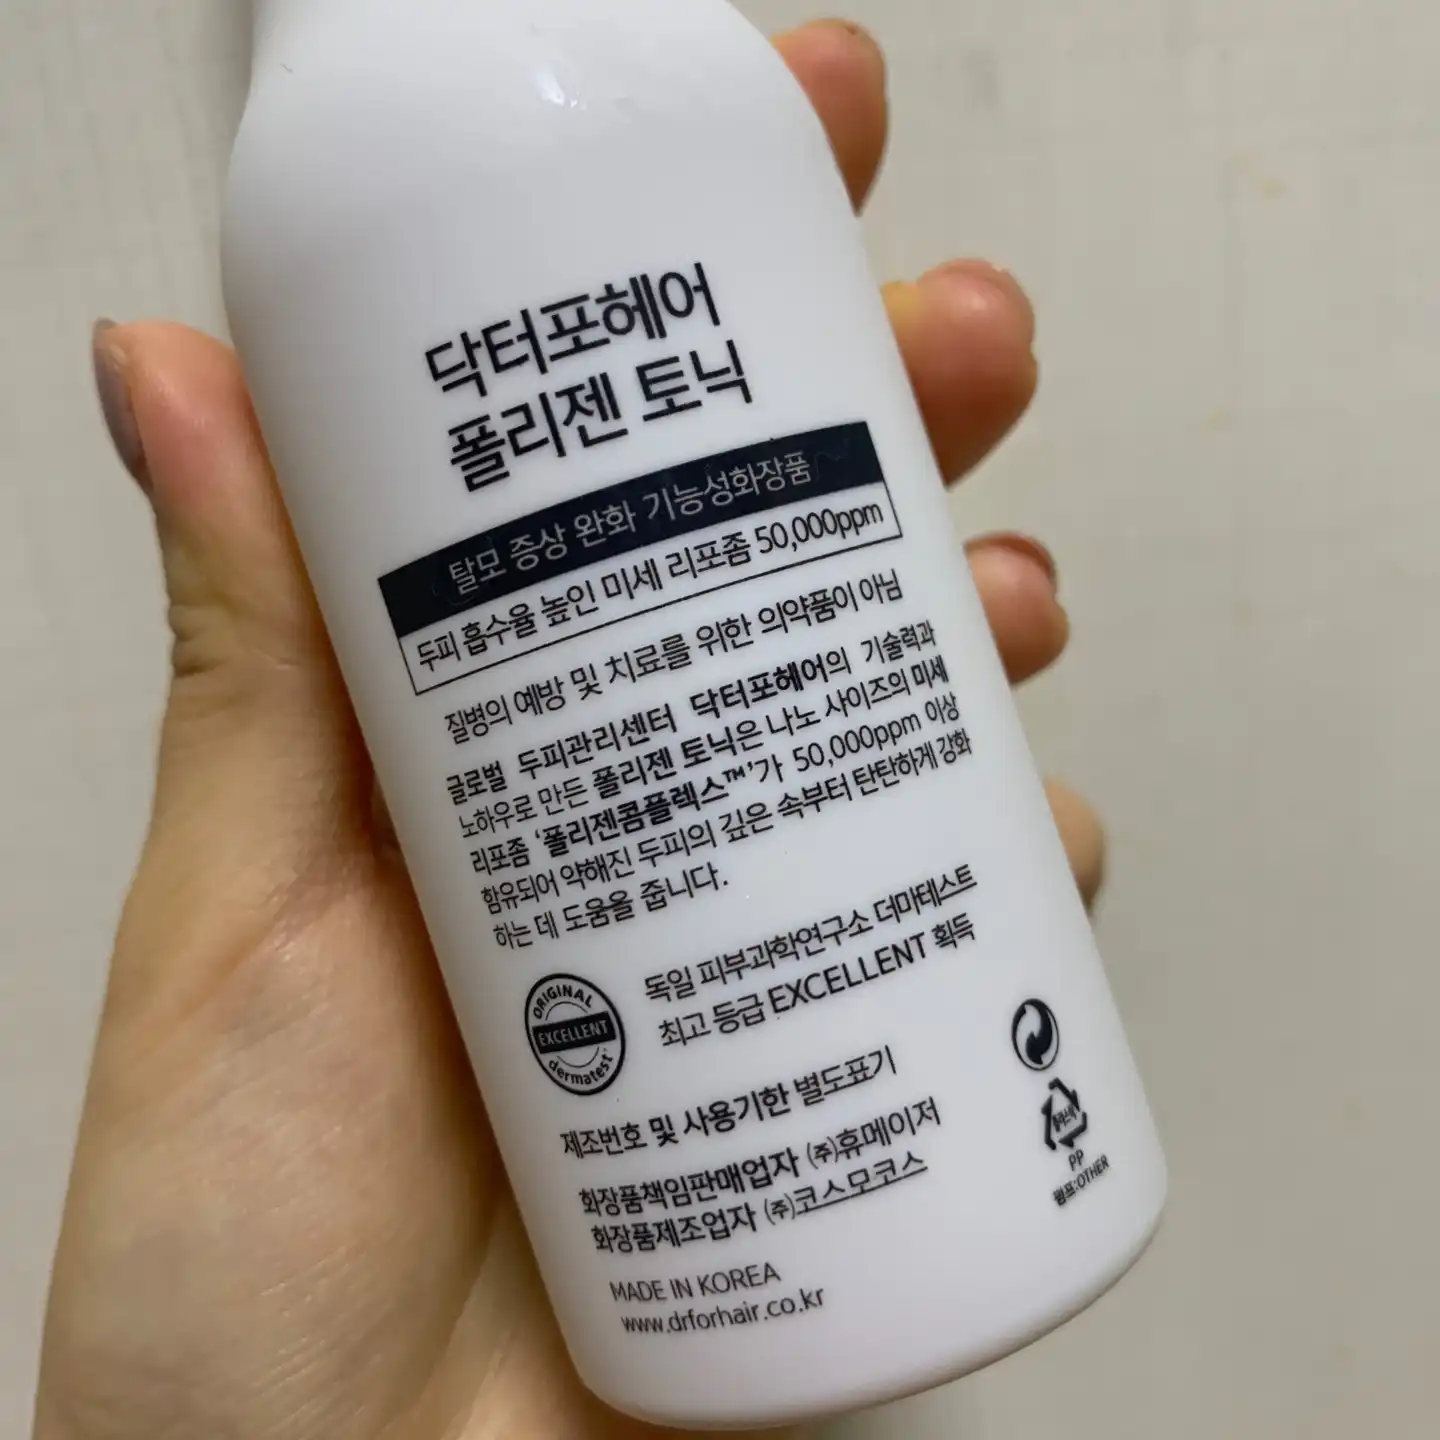 닥터포헤어
폴리젠 토닉
탈모 증상 완화 기능성화장품
두피 흡수율 높인 미세 리포좀 50,000ppm
질병의 예방 및 치료를 위한 의약품이 아님
글로벌 두피관리센터 닥터포헤어의 기술력과
노하우로 만든 폴리젠 토닉은 나노 사이즈의 미세
리포좀 ‘폴리젠콤플렉스™’가 50,000ppm 이상
함유되어 약해진 두피의 깊은 속부터 탄탄하게 강화
하는 데 도움을 줍니다.
ORIGINAL
EXCELLENT
dermatest
독일 피부과학연구소 더마테스트
최고 등급 EXCELLENT 획득
제조번호 및 사용기한 별도표기
화장품책임판매업자 ㈜휴메이저
화장품제조업자 ㈜코스모코스
MADE IN KOREA
www.drforhair.co.kr
플라스틱
PP
펌프:OTHER